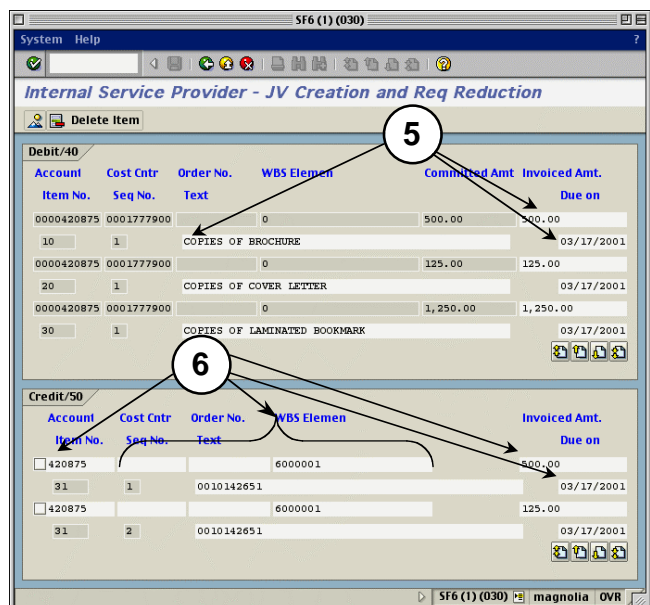 SF6 (1) (030)
System Help ?
Internal Service Provider - JV Creation and Req Reduction
Delete Item
5
Debit/40
Account Cost Cntr Order No. WBS Elemen Committed Amt Invoiced Amt.
Item No. Seq No. Text Due on
0000420875 0001777900 0 500.00 500.00
10 1 COPIES OF BROCHURE 03/17/2001
0000420875 0001777900 0 125.00 125.00
20 1 COPIES OF COVER LETTER 03/17/2001
0000420875 0001777900 0 1,250.00 1,250.00
30 1 COPIES OF LAMINATED BOOKMARK 03/17/2001
6
Credit/50
Account Cost Cntr Order No. WBS Elemen Invoiced Amt.
Item No. Seq No. Text Due on
420875 6000001 500.00
31 1 0010142651 03/17/2001
420875 6000001 125.00
31 2 0010142651 03/17/2001
SF6 (1) (030) magnolia OVR